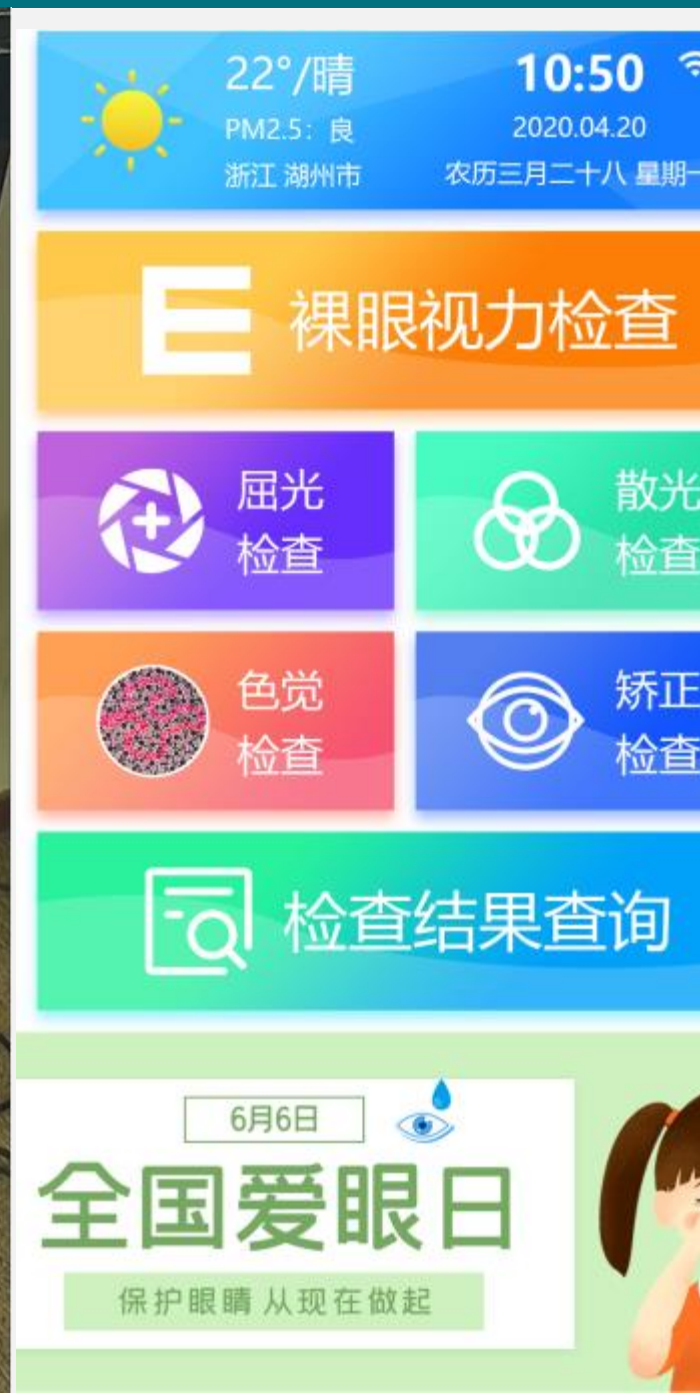 22°/晴
10:50
PM2.5：良
2020.04.20
浙江 湖州市
农历三月二十八 星期一
裸眼视力检查
屈光
检查
散光
检查
色觉
检查
矫正
检查
检查结果查询
6月6日
全国爱眼日
保护眼睛 从现在做起